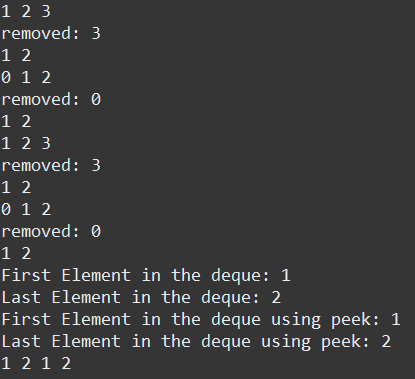 1 2 3
removed: 3
1 2
0 1 2
removed: 0
1 2
1 2 3
removed: 3
1 2
0 1 2
removed: 0
1 2
First Element in the deque: 1
Last Element in the deque: 2
First Element in the deque using peek: 1
Last Element in the deque using peek: 2
1 2 1 2